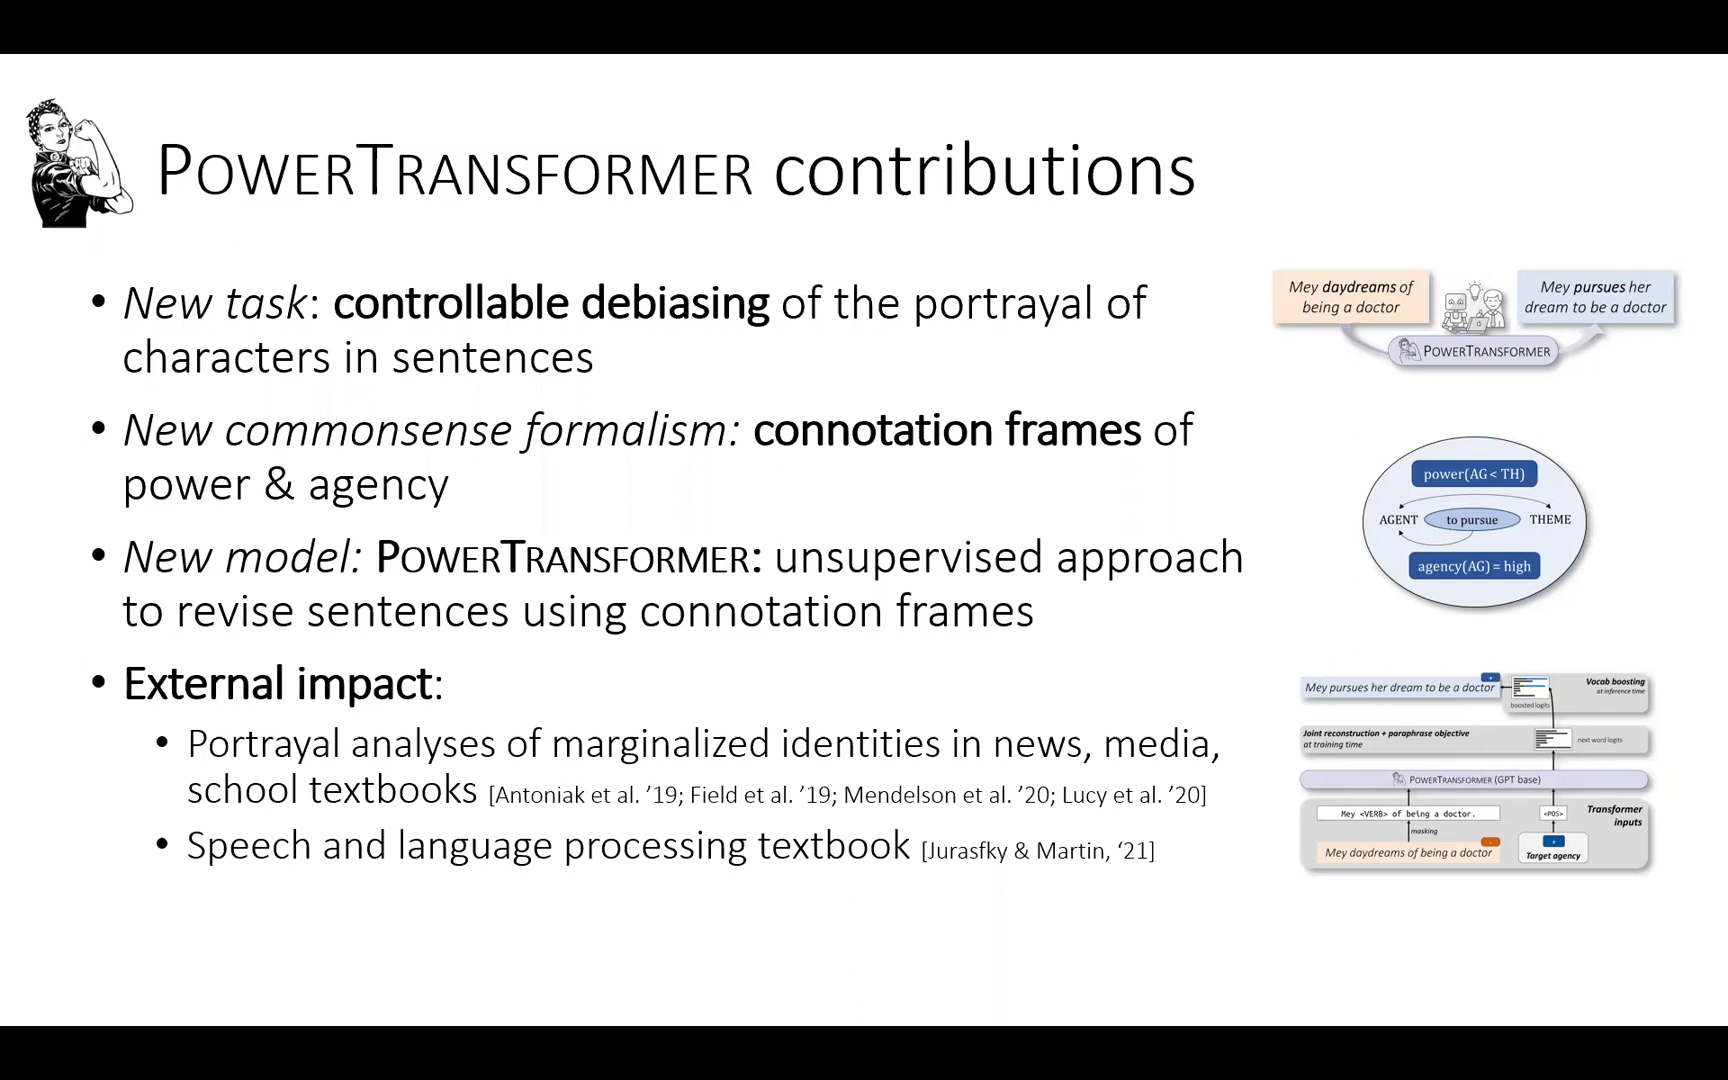 POWERTRANSFORMER contributions
• New task: controllable debiasing of the portrayal of
characters in sentences
• New commonsense formalism: connotation frames of
power & agency
• New model: POWERTRANSFORMER: unsupervised approach
to revise sentences using connotation frames
• External impact:
• Portrayal analyses of marginalized identities in news, media,
school textbooks [Antoniak et al. ’19; Field et al. ’19; Mendelson et al. ’20; Lucy et al. ’20]
• Speech and language processing textbook [Jurasfky & Martin, ‘21]
Mey daydreams of
being a doctor
Mey pursues her
dream to be a doctor
POWERTRANSFORMER
power(AG < TH)
AGENT
to pursue
THEME
agency(AG) = high
Mey pursues her dream to be a doctor
+
boosted logits
Vocab boosting
at inference time
Joint reconstruction + paraphrase objective
at training time
next word logits
POWERTRANSFORMER (GPT base)
Mey <VERB> of being a doctor.
<POS>
Transformer
inputs
masking
Mey daydreams of being a doctor
-
+
Target agency